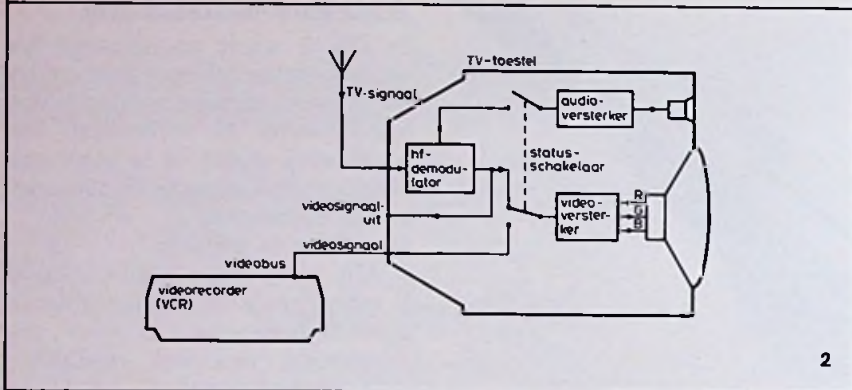 TV-toestel
TV-signaal
audio-
versterker
hf-
demodu-
lator
status-
schakelaar
videosignaal-
uit
video-
verster-
ker
R
G
B
videosignaal
videobus
videorecorder
(VCR)
2